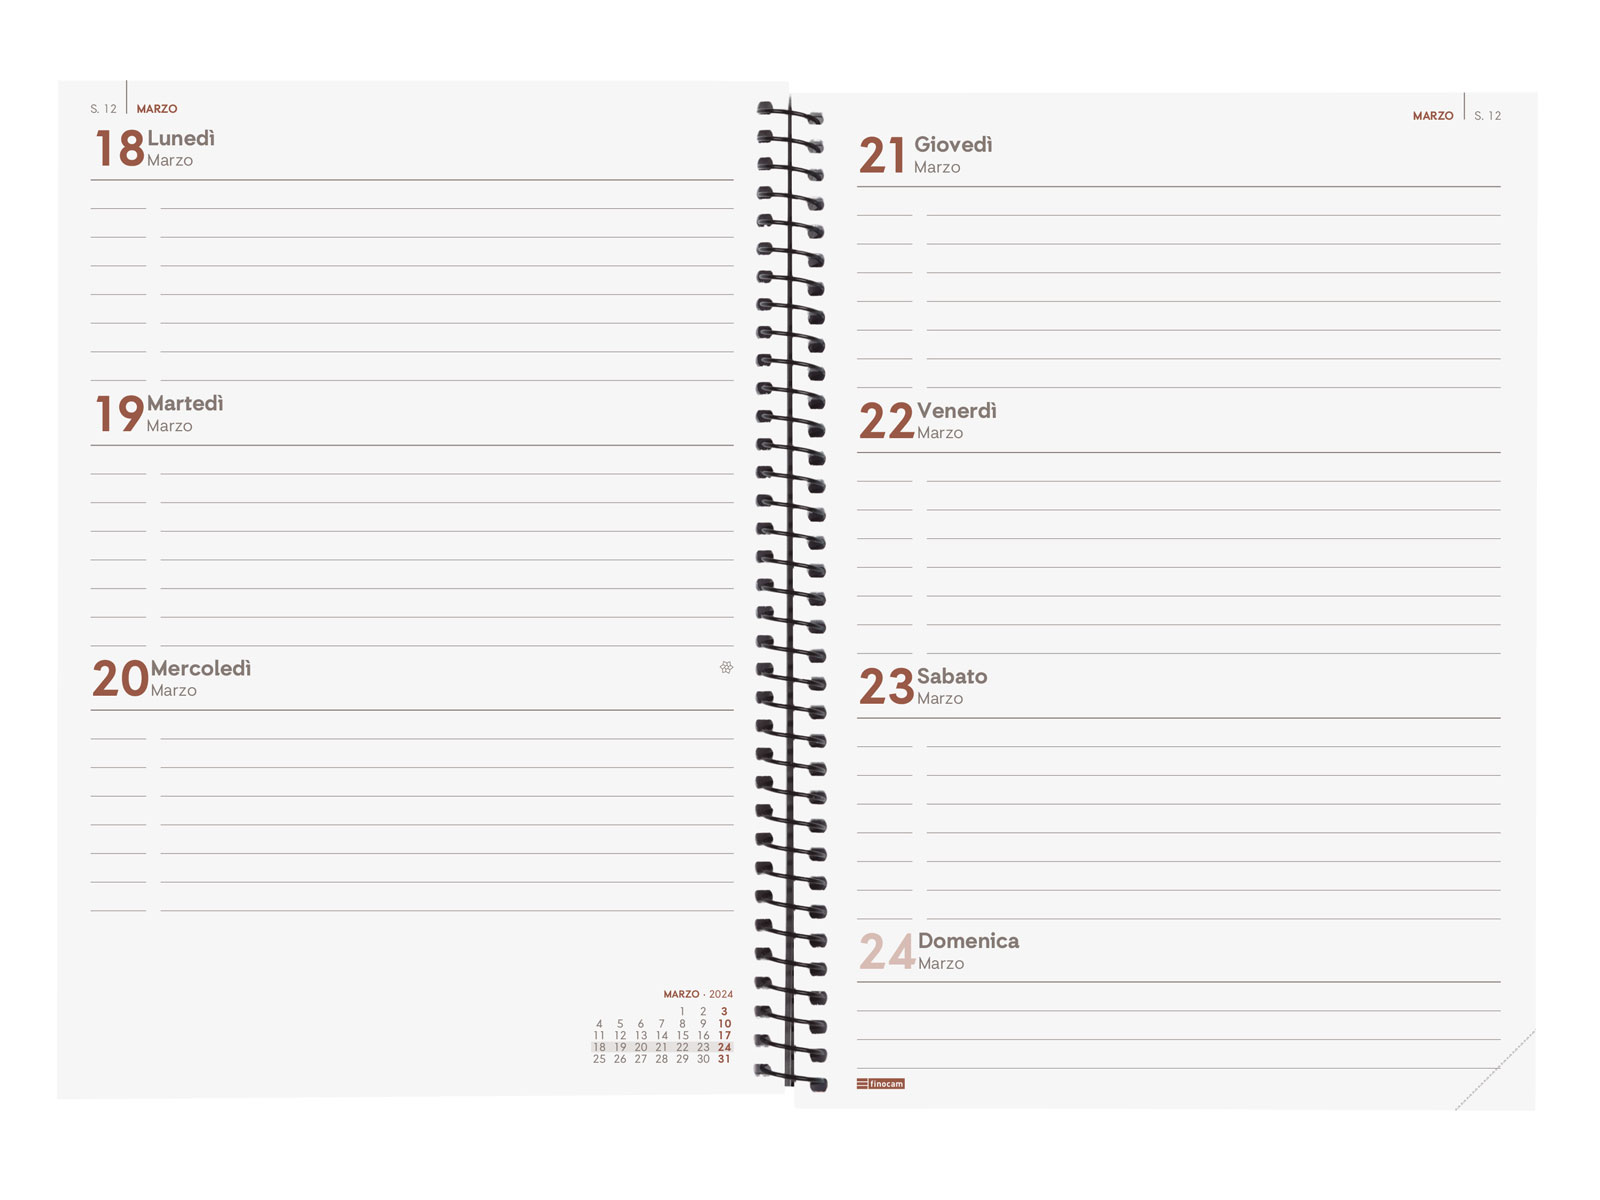 S. 12 MARZO
18 Lunedì
Marzo
19 Martedì
Marzo
20 Mercoledì
Marzo
MARZO · 2024
1 2 3
4 5 6 7 8 9 10
11 12 13 14 15 16 17
18 19 20 21 22 23 24
25 26 27 28 29 30 31
MARZO S. 12
21 Giovedì
Marzo
22 Venerdì
Marzo
23 Sabato
Marzo
24 Domenica
Marzo
finocam